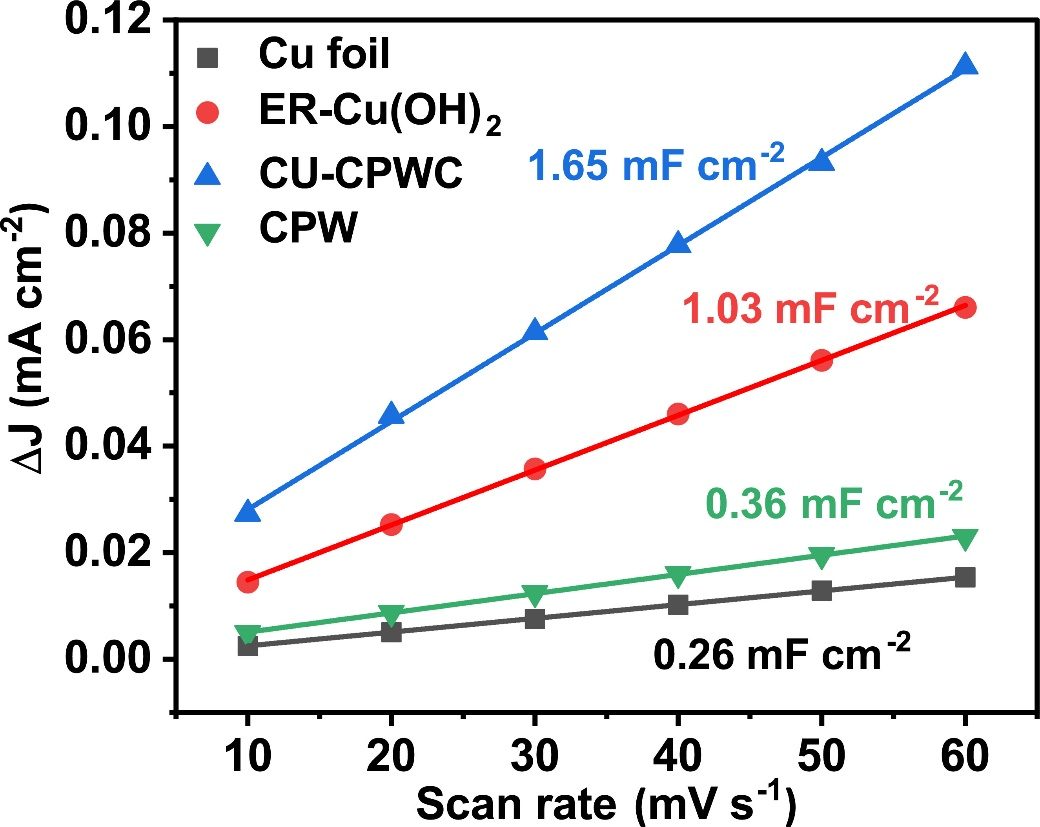 0.12
0.10
0.08
0.06
0.04
0.02
0.00
ΔJ (mA cm⁻²)
Cu foil
ER-Cu(OH)₂
CU-CPWC
CPW
1.65 mF cm⁻²
1.03 mF cm⁻²
0.36 mF cm⁻²
0.26 mF cm⁻²
10 20 30 40 50 60
Scan rate (mV s⁻¹)